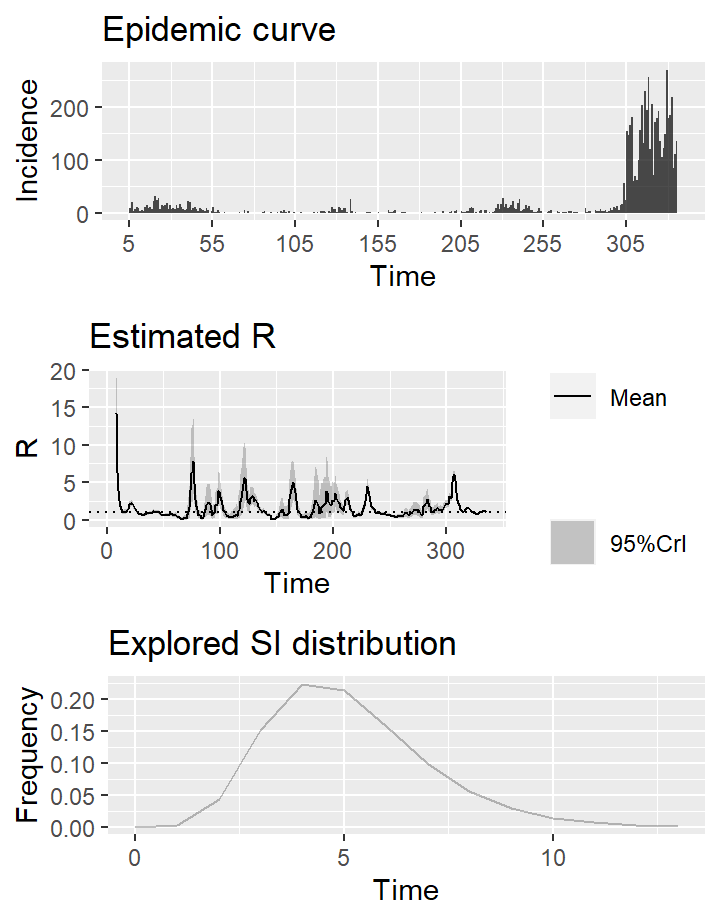 Epidemic curve
Incidence
200
100
0
5 55 105 155 205 255 305
Time
Estimated R
R
20
15
10
5
0
0 100 200 300
Time
Mean
95%CrI
Explored SI distribution
Frequency
0.20
0.15
0.10
0.05
0.00
0 5 10
Time